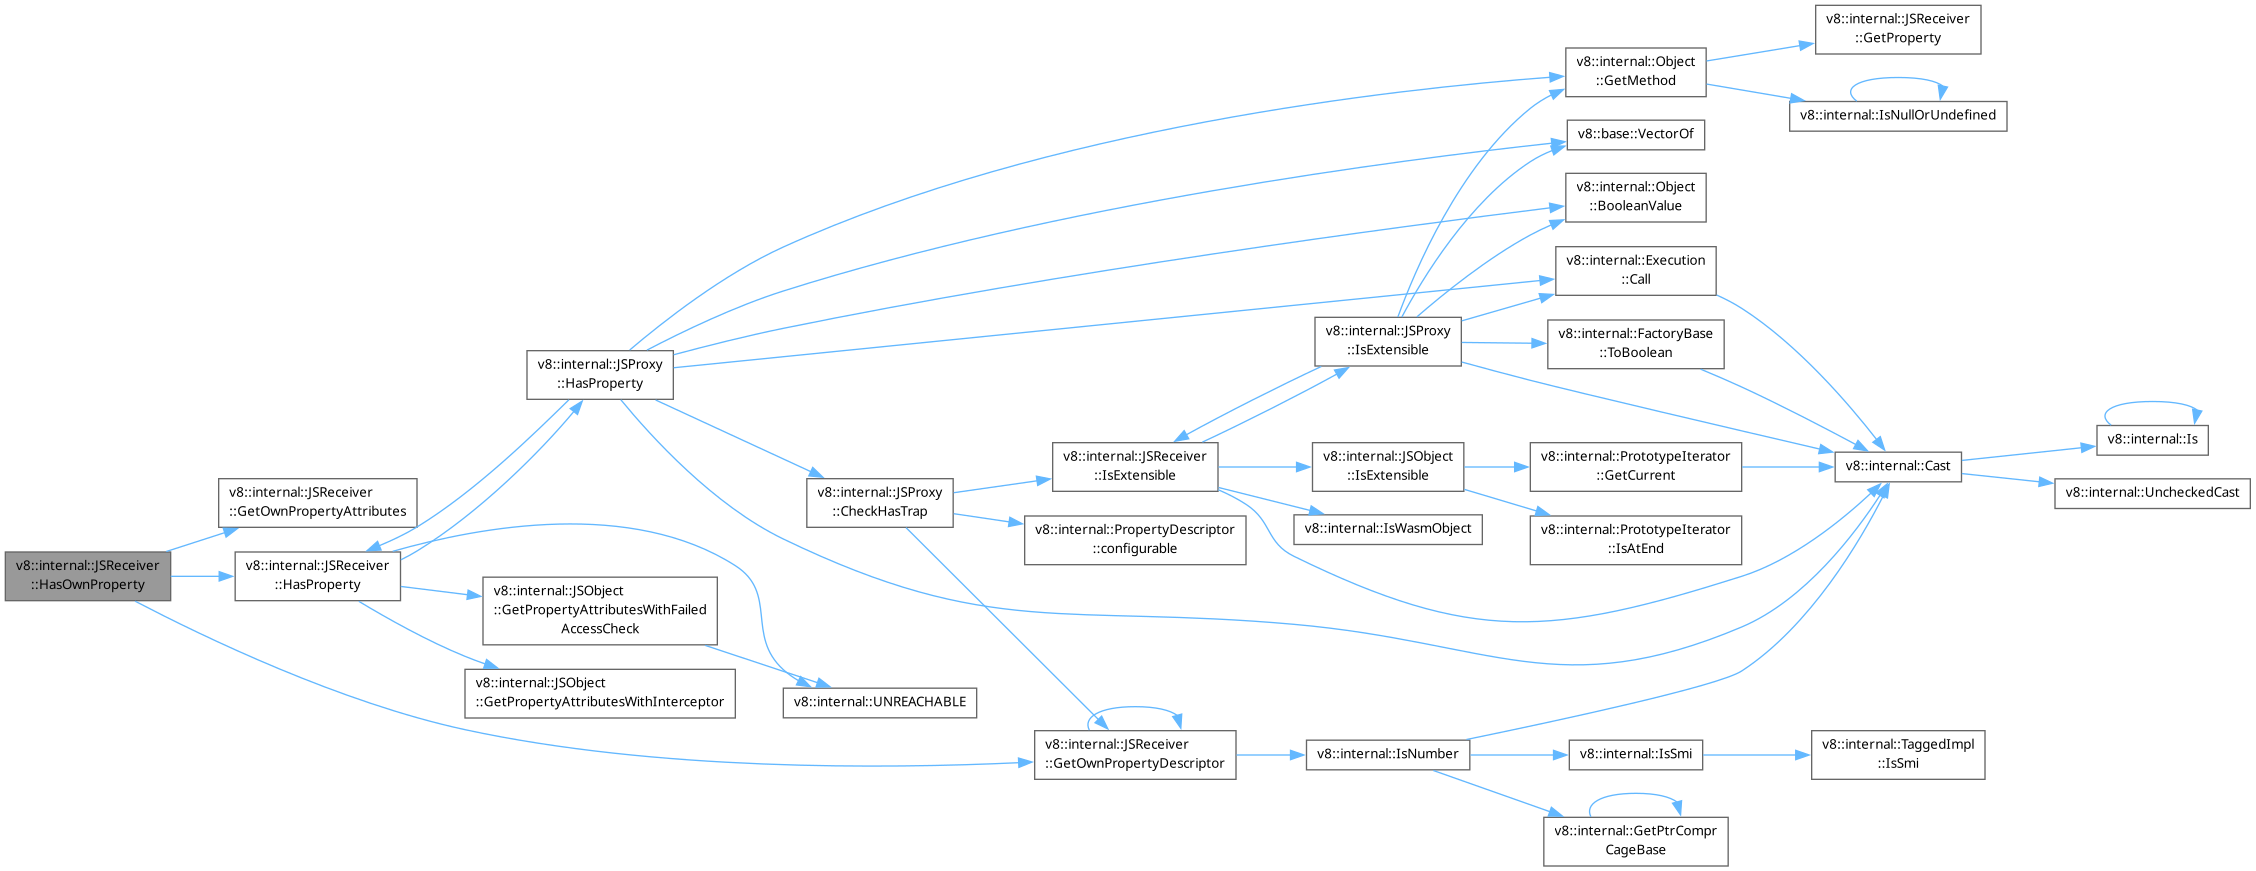 v8::internal::JSReceiver
::HasOwnProperty
v8::internal::JSReceiver
::GetOwnPropertyAttributes
v8::internal::JSReceiver
::HasProperty
v8::internal::JSProxy
::HasProperty
v8::internal::JSObject
::GetPropertyAttributesWithFailed
AccessCheck
v8::internal::JSObject
::GetPropertyAttributesWithInterceptor
v8::internal::UNREACHABLE
v8::internal::JSProxy
::CheckHasTrap
v8::internal::JSReceiver
::IsExtensible
v8::internal::PropertyDescriptor
::configurable
v8::internal::JSReceiver
::GetOwnPropertyDescriptor
v8::internal::JSProxy
::IsExtensible
v8::internal::JSObject
::IsExtensible
v8::internal::IsWasmObject
v8::internal::IsNumber
v8::internal::Object
::GetMethod
v8::base::VectorOf
v8::internal::Object
::BooleanValue
v8::internal::Execution
::Call
v8::internal::FactoryBase
::ToBoolean
v8::internal::PrototypeIterator
::GetCurrent
v8::internal::PrototypeIterator
::IsAtEnd
v8::internal::IsSmi
v8::internal::GetPtrCompr
CageBase
v8::internal::JSReceiver
::GetProperty
v8::internal::IsNullOrUndefined
v8::internal::Cast
v8::internal::TaggedImpl
::IsSmi
v8::internal::Is
v8::internal::UncheckedCast